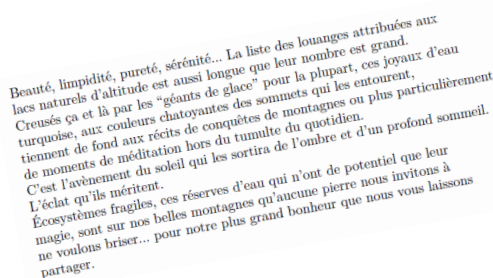 Beauté, limpidité, pureté, sérénité... La liste des louanges attribuées aux
lacs naturels d'altitude est aussi longue que leur nombre est grand.
Creusés ça et là par les “géants de glace” pour la plupart, ces joyaux d'eau
turquoise, aux couleurs chatoyantes des sommets qui les entourent,
tiennent de fond aux récits de conquêtes de montagnes ou plus particulièrement
de moments de méditation hors du tumulte du quotidien.
C'est l'avènement du soleil qui les sortira de l'ombre et d'un profond sommeil.
L'éclat qu'ils méritent.
Écosystèmes fragiles, ces réserves d'eau qui n'ont de potentiel que leur
magie, sont sur nos belles montagnes qu'aucune pierre nous invitons à
ne voulons briser... pour notre plus grand bonheur que nous vous laissons
partager.